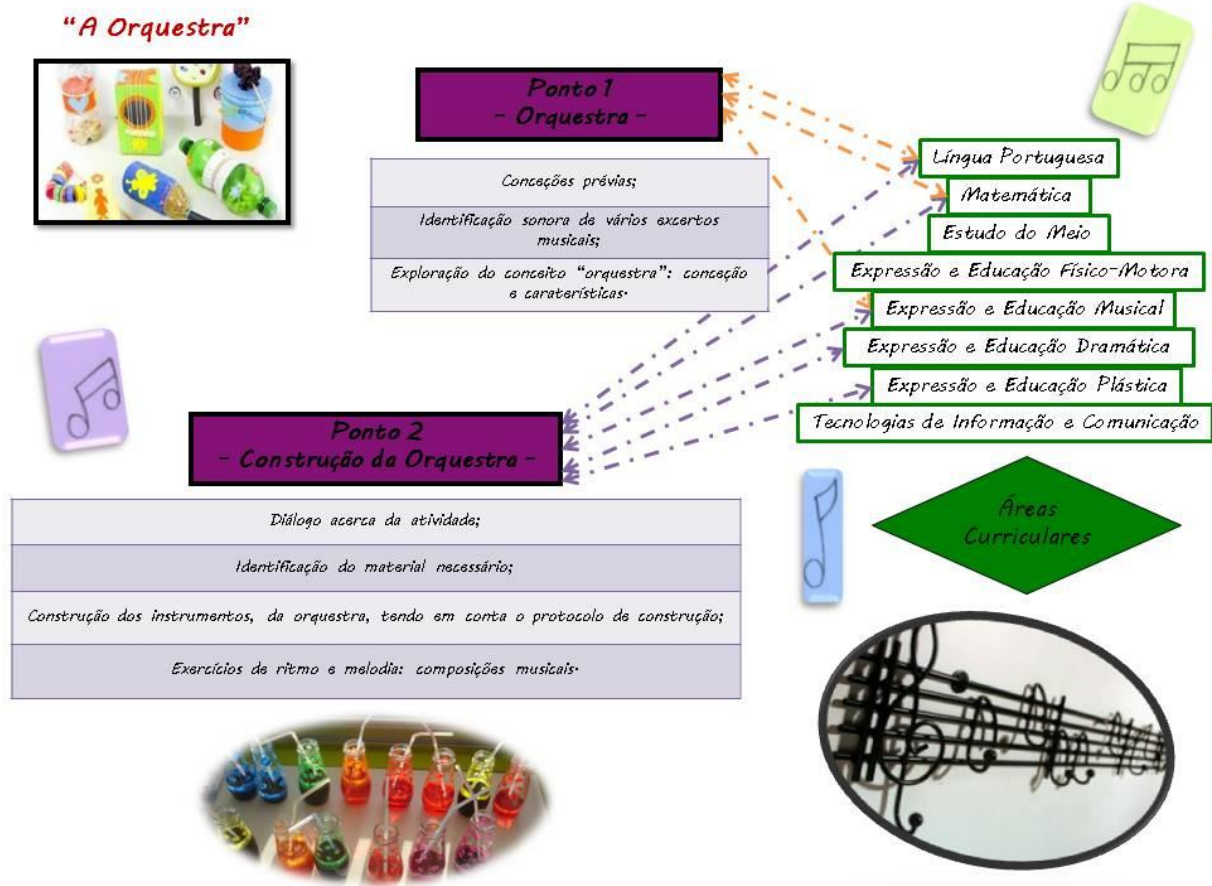 “A Orquestra”
Ponto 1
- Orquestra -
Conceções prévias;
Identificação sonora de vários excertos
musicais;
Exploração do conceito “orquestra”: conceção
e caraterísticas.
Língua Portuguesa
Matemática
Estudo do Meio
Expressão e Educação Físico-Motora
Expressão e Educação Musical
Expressão e Educação Dramática
Expressão e Educação Plástica
Tecnologias de Informação e Comunicação
Áreas
Curriculares
Ponto 2
- Construção da Orquestra -
Diálogo acerca da atividade;
Identificação do material necessário;
Construção dos instrumentos, da orquestra, tendo em conta o protocolo de construção;
Exercícios de ritmo e melodia: composições musicais.